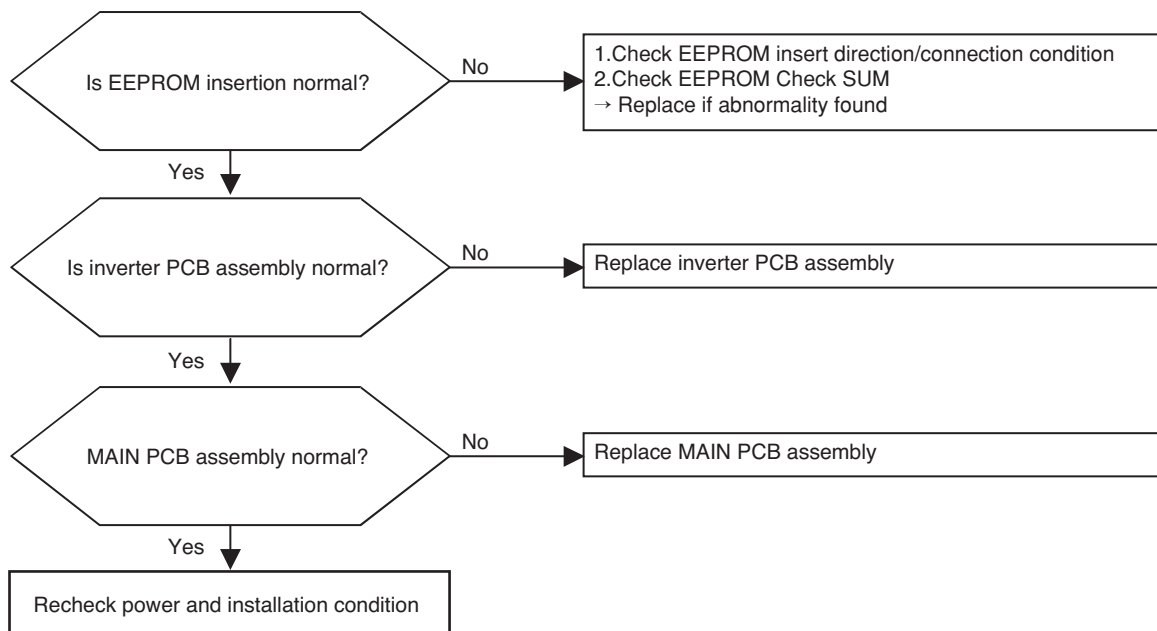 Is EEPROM insertion normal?
No
1.Check EEPROM insert direction/connection condition
2.Check EEPROM Check SUM
→ Replace if abnormality found
Yes
Is inverter PCB assembly normal?
No
Replace inverter PCB assembly
Yes
MAIN PCB assembly normal?
No
Replace MAIN PCB assembly
Yes
Recheck power and installation condition